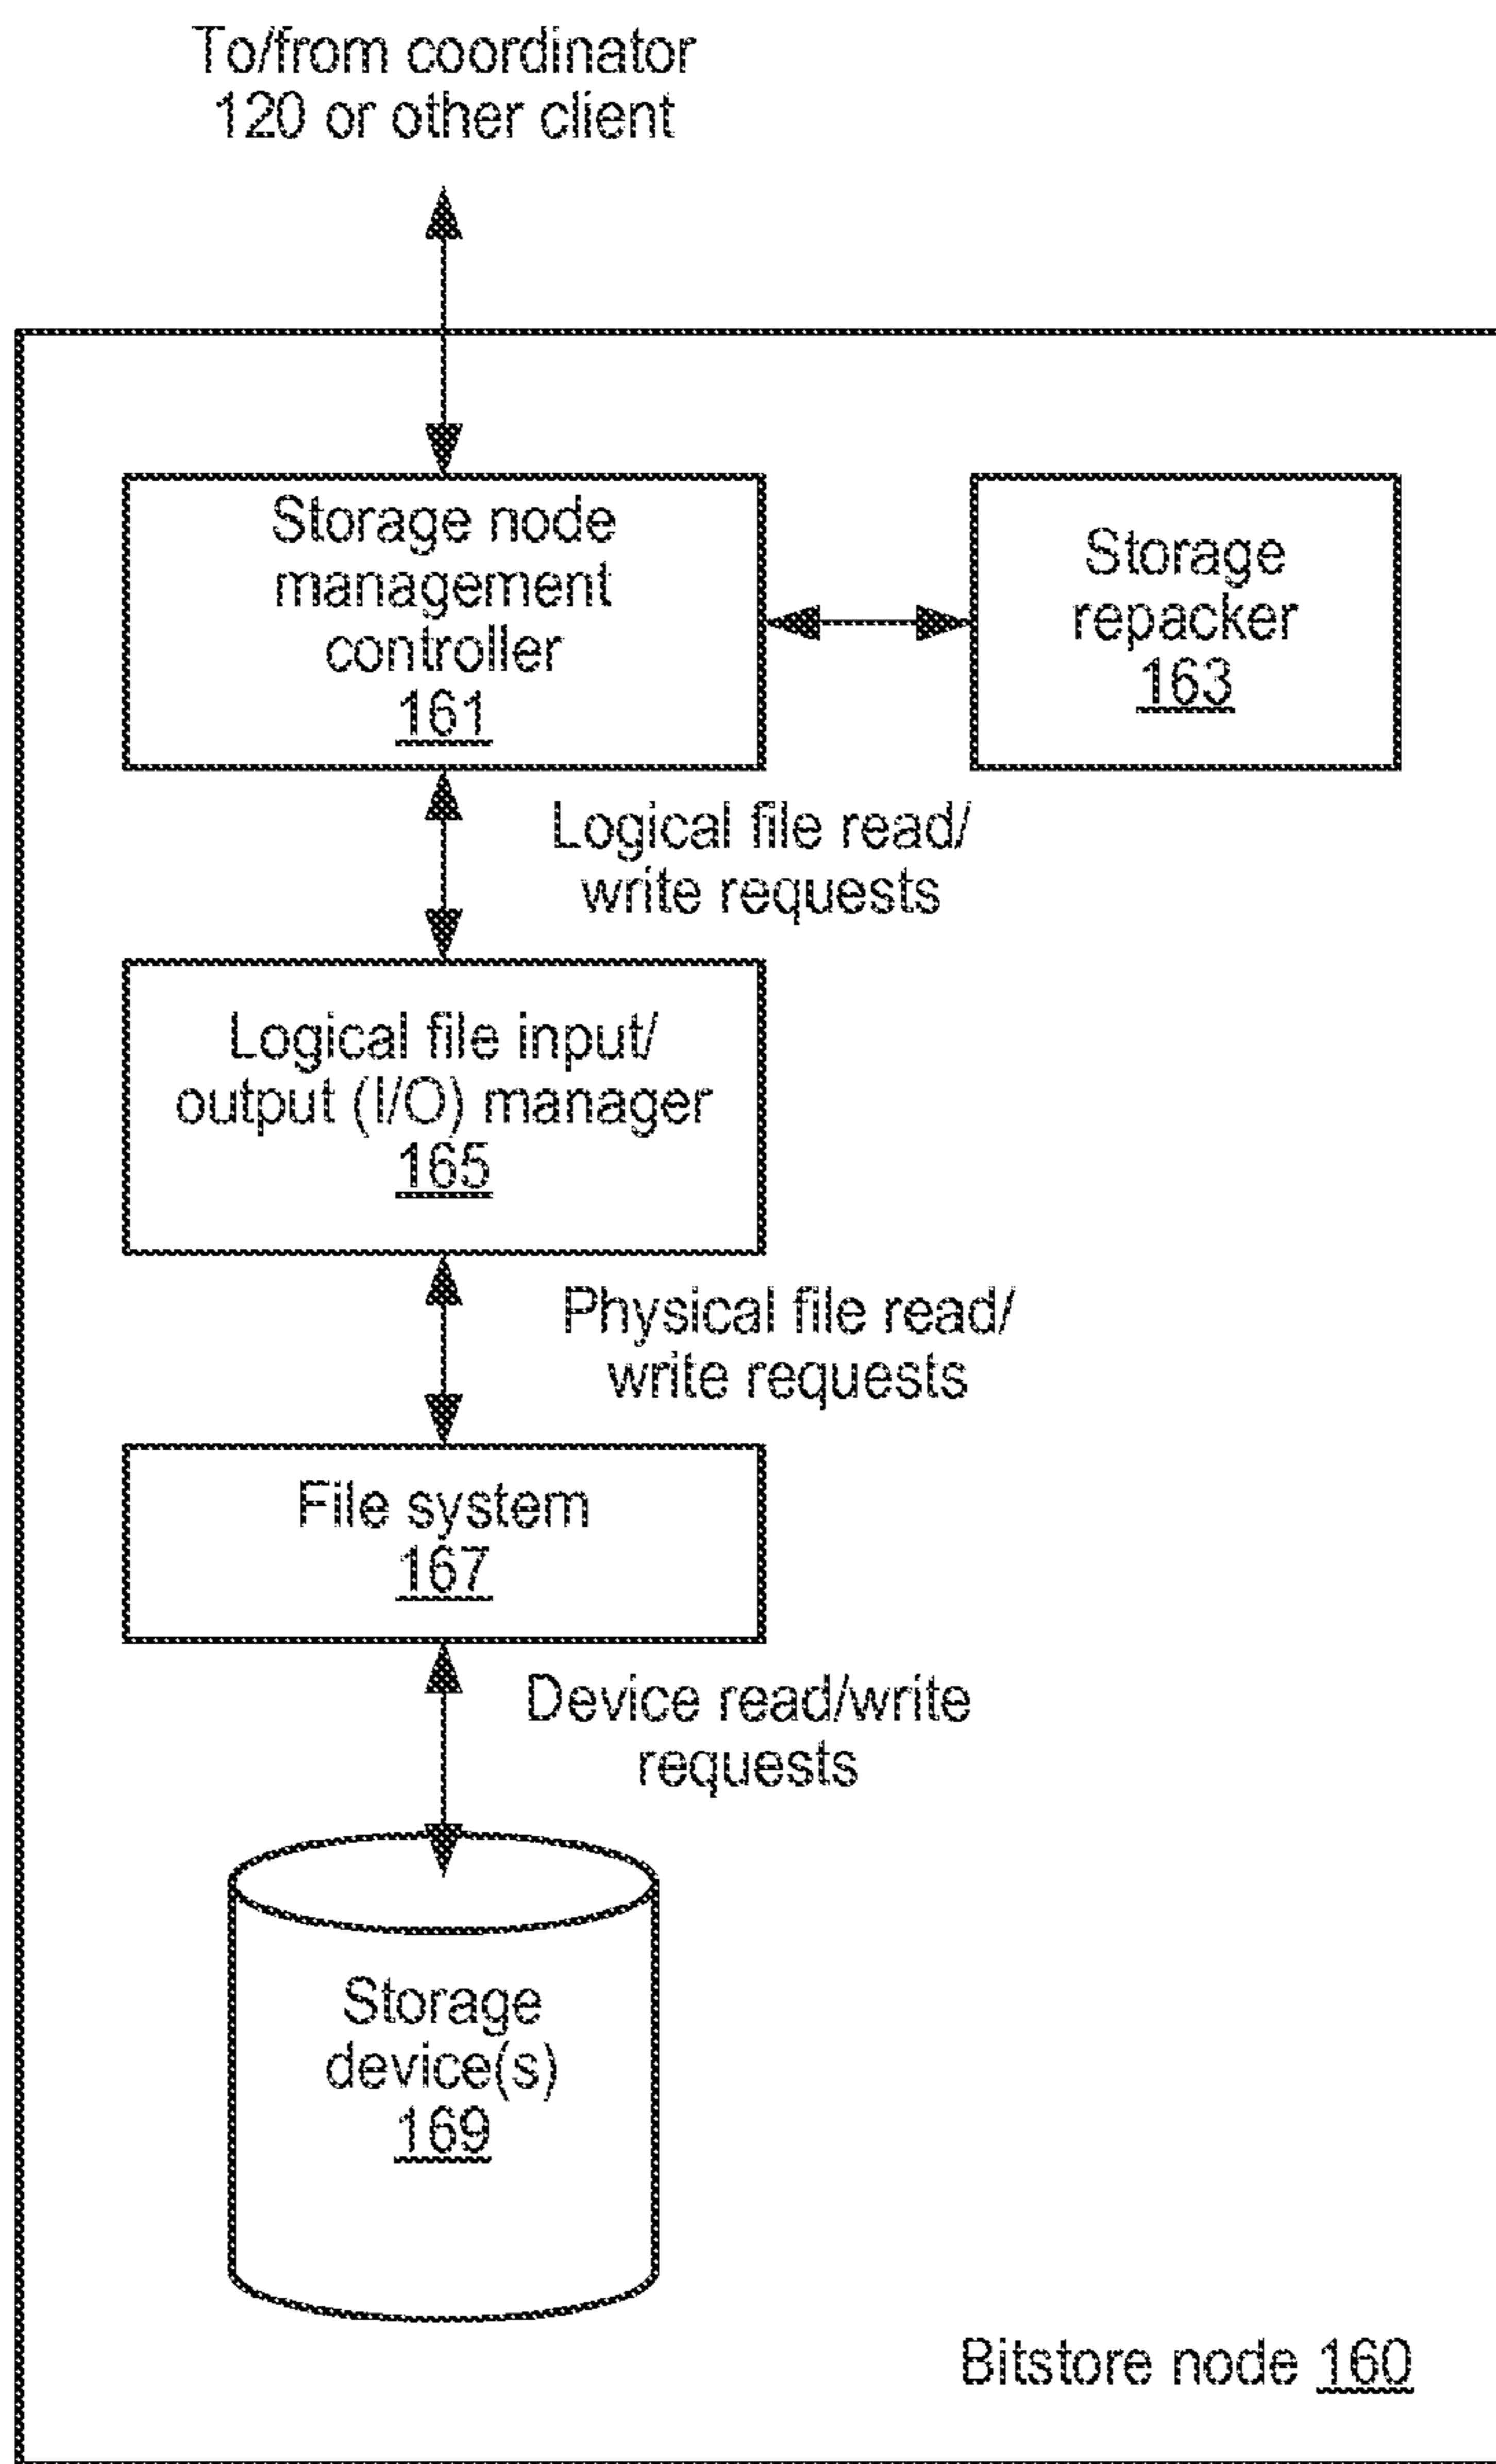 To/from coordinator
120 or other client
Storage node
management
controller
161
Storage
repacker
163
Logical file read/
write requests
Logical file input/
output (I/O) manager
165
Physical file read/
write requests
File system
167
Device read/write
requests
Storage
device(s)
169
Bitstore node 160